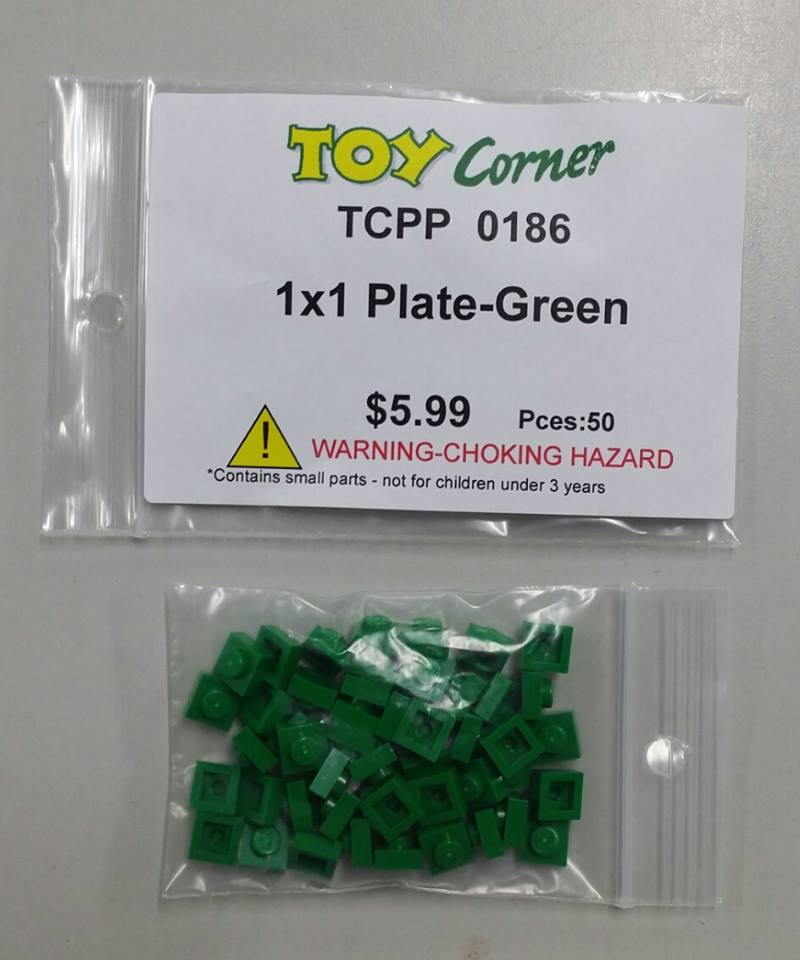 TOY Corner
TCPP 0186
1x1 Plate-Green
$5.99 Pces:50
!
WARNING-CHOKING HAZARD
*Contains small parts - not for children under 3 years